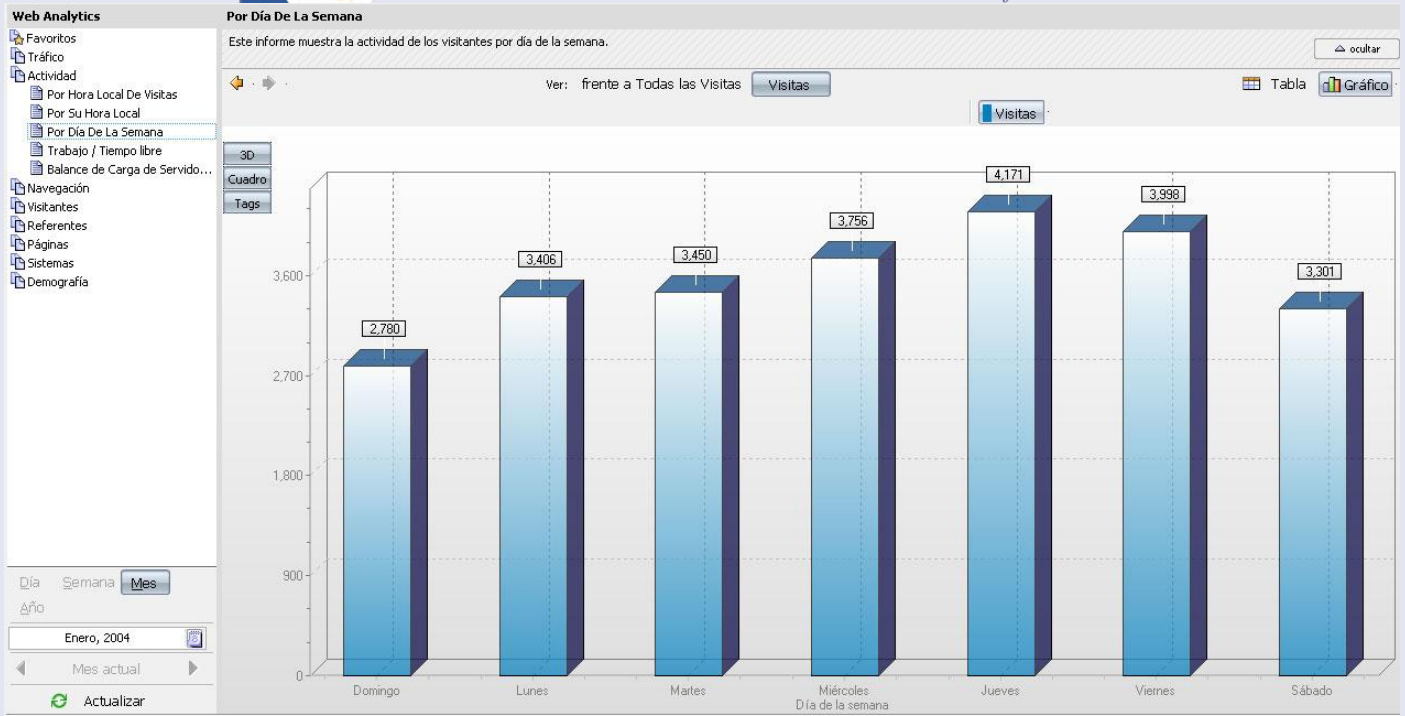 Web Analytics
Por Día De La Semana
Favoritos
Tráfico
Actividad
Por Hora Local De Visitas
Por Su Hora Local
Por Día De La Semana
Trabajo / Tiempo libre
Balance de Carga de Servido...
Navegación
Visitantes
Referentes
Páginas
Sistemas
Demografía
Día Semana Mes
Año
Enero, 2004
Mes actual
Actualizar
Este informe muestra la actividad de los visitantes por día de la semana.
ocultar
Ver: frente a Todas las Visitas Visitas
Tabla Gráfico
Visitas
3D
Cuadro
Tags
2,780
3,406
3,450
3,756
4,171
3,998
3,301
3,600
2,700
1,800
900
0
Domingo Lunes Martes Miércoles Jueves Viernes Sábado
Día de la semana